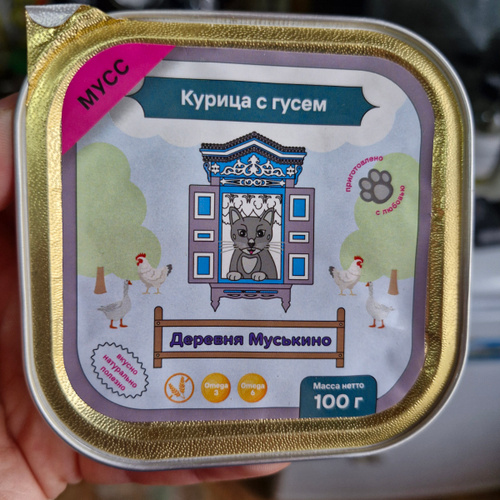 МУСС
Курица с гусем
приготовлено
с любовью
Деревня Муськино
вкусно
натурально
полезно
Omega
3
Omega
6
Масса нетто
100 г